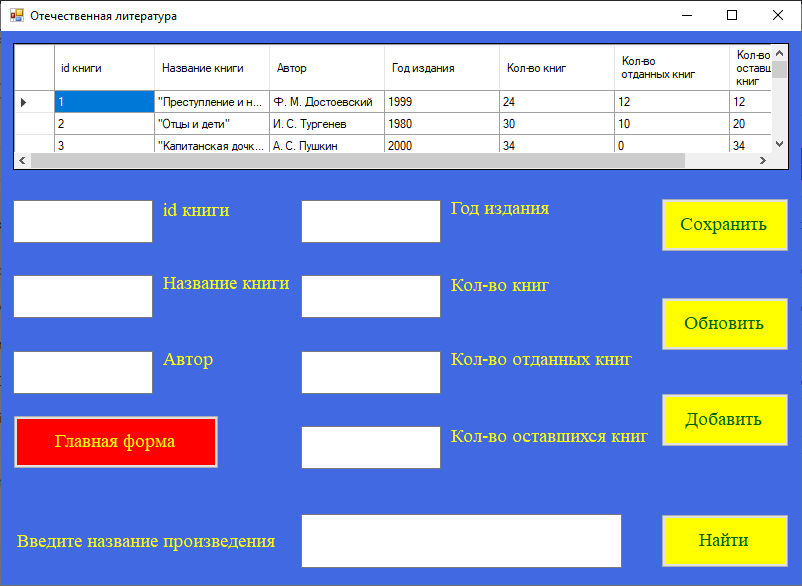 Отечественная литература
id книги Название книги Автор Год издания Кол-во книг Кол-во отданных книг Кол-во оставш книг
1 "Преступление и н... Ф. М. Достоевский 1999 24 12 12
2 "Отцы и дети" И. С. Тургенев 1980 30 10 20
3 "Капитанская дочк... А. С. Пушкин 2000 34 0 34
id книги Год издания Сохранить
Название книги Кол-во книг Обновить
Автор Кол-во отданных книг
Главная форма Кол-во оставшихся книг Добавить
Введите название произведения Найти